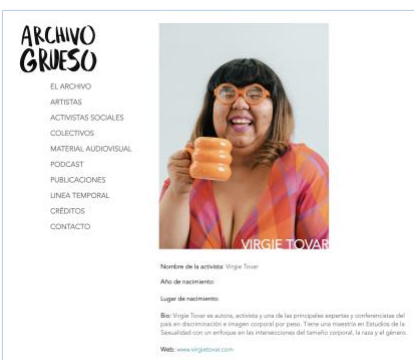 ARCHIVO
GRUESO
EL ARCHIVO
ARTISTAS
ACTIVISTAS SOCIALES
COLECTIVOS
MATERIAL AUDIOVISUAL
PODCAST
PUBLICACIONES
LINEA TEMPORAL
CRÉDITOS
CONTACTO
VIRGIE TOVAR
Nombre de la activista: Virgie Tovar
Año de nacimiento:
Lugar de nacimiento:
Bio: Virgie Tovar es autora, activista y una de las principales expertas y conferencistas del
país en discriminación e imagen corporal por peso. Tiene una maestría en Estudios de la
Sexualidad con un enfoque en las intersecciones del tamaño corporal, la raza y el género.
Web: www.virgietovar.com